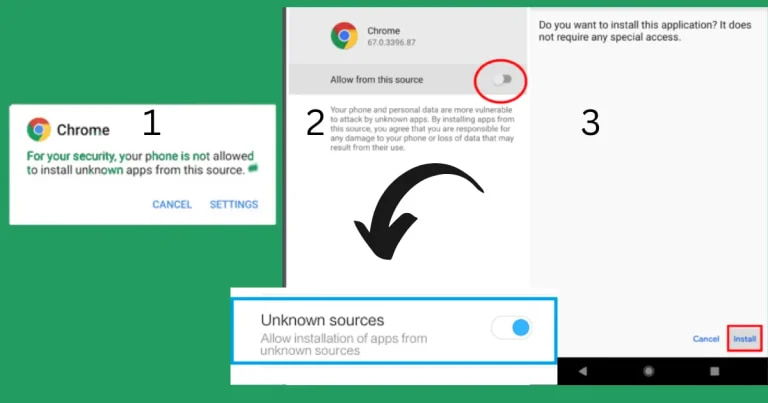 1
Chrome
For your security, your phone is not allowed
to install unknown apps from this source.
CANCEL SETTINGS
2
Chrome
67.0.3396.87
Allow from this source
Your phone and personal data are more vulnerable
to attack by unknown apps. By installing apps from
this source, you agree that you are responsible for
any damage to your phone or loss of data that may
result from their use.
Unknown sources
Allow installation of apps from
unknown sources
3
Do you want to install this application? It does
not require any special access.
Cancel Install